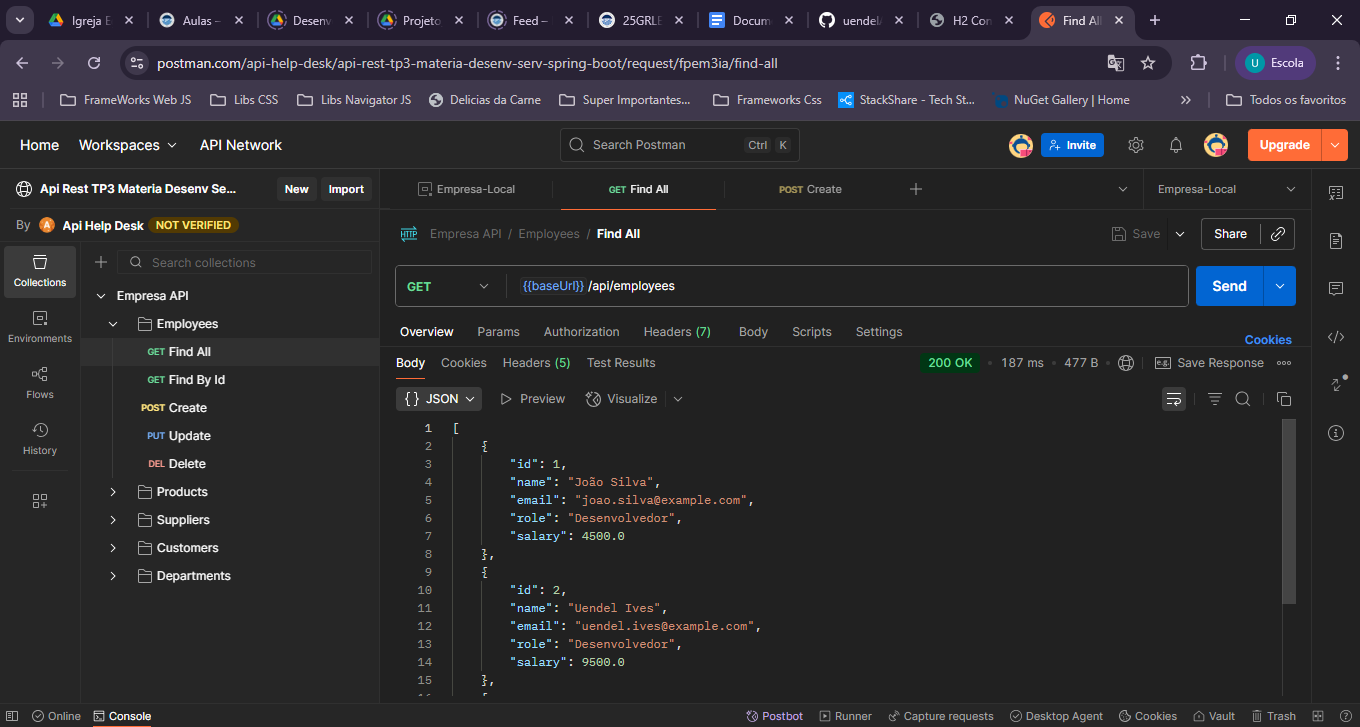 Igreja E
Aulas –
Desenv
Projeto
Feed –
25GRLE
Docum
uendel
H2 Con
Find All
postman.com/api-help-desk/api-rest-tp3-materia-desenv-serv-spring-boot/request/fpem3ia/find-all
U Escola
FrameWorks Web JS
Libs CSS
Libs Navigator JS
Delicias da Carne
Super Importantes...
Frameworks Css
StackShare - Tech St...
NuGet Gallery | Home
»
Todos os favoritos
Home Workspaces API Network
Search Postman Ctrl K
Invite
Upgrade
Api Rest TP3 Materia Desenv Se... New Import
Empresa-Local
GET Find All
POST Create
Empresa-Local
By A Api Help Desk NOT VERIFIED
HTTP Empresa API / Employees / Find All
Save
Share
Collections
Environments
Flows
History
Search collections
Empresa API
Employees
GET Find All
GET Find By Id
POST Create
PUT Update
DEL Delete
Products
Suppliers
Customers
Departments
GET {{baseUrl}} /api/employees Send
Overview Params Authorization Headers (7) Body Scripts Settings
Cookies
Body Cookies Headers (5) Test Results
200 OK • 187 ms • 477 B
e.g. Save Response
{} JSON Preview Visualize
1 [
2 {
3 "id": 1,
4 "name": "João Silva",
5 "email": "joao.silva@example.com",
6 "role": "Desenvolvedor",
7 "salary": 4500.0
8 },
9 {
10 "id": 2,
11 "name": "Uendel Ives",
12 "email": "uendel.ives@example.com",
13 "role": "Desenvolvedor",
14 "salary": 9500.0
15 },
Online Console
Postbot Runner Capture requests Desktop Agent Cookies Vault Trash